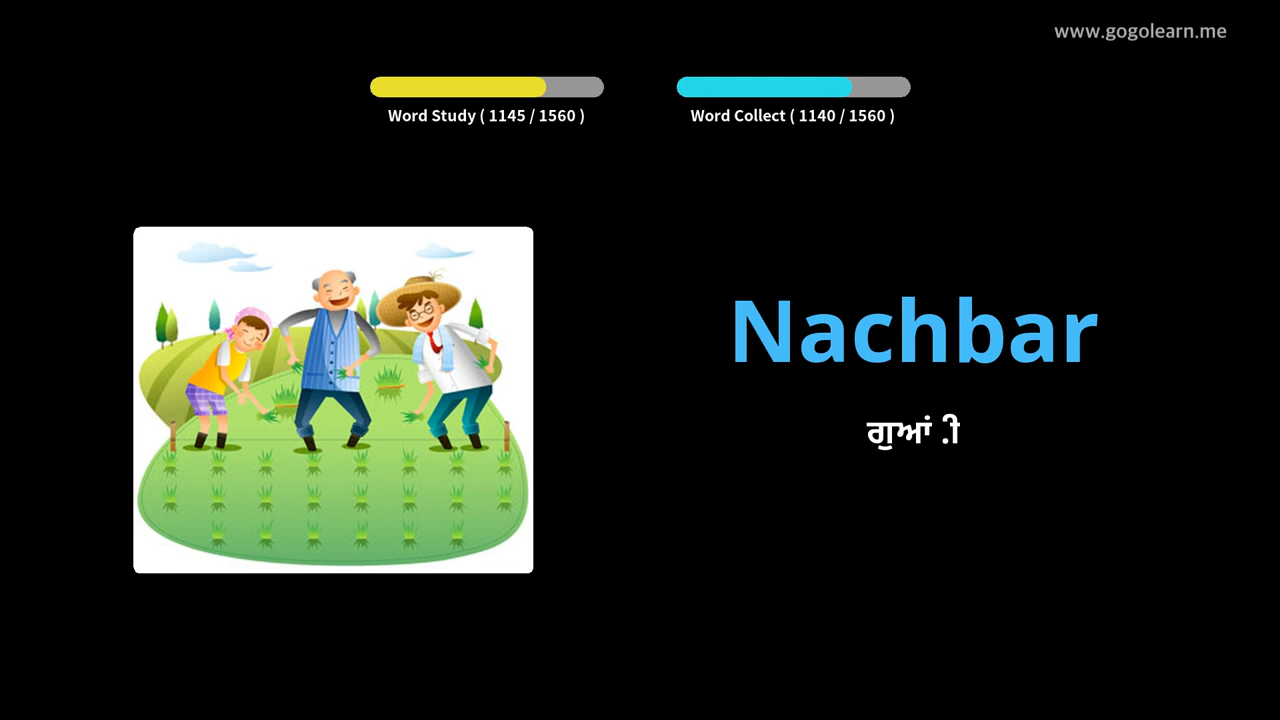 www.gogolearn.me
Word Study ( 1145 / 1560 )
Word Collect ( 1140 / 1560 )
Nachbar
ਗੁਆਂ .ੀ